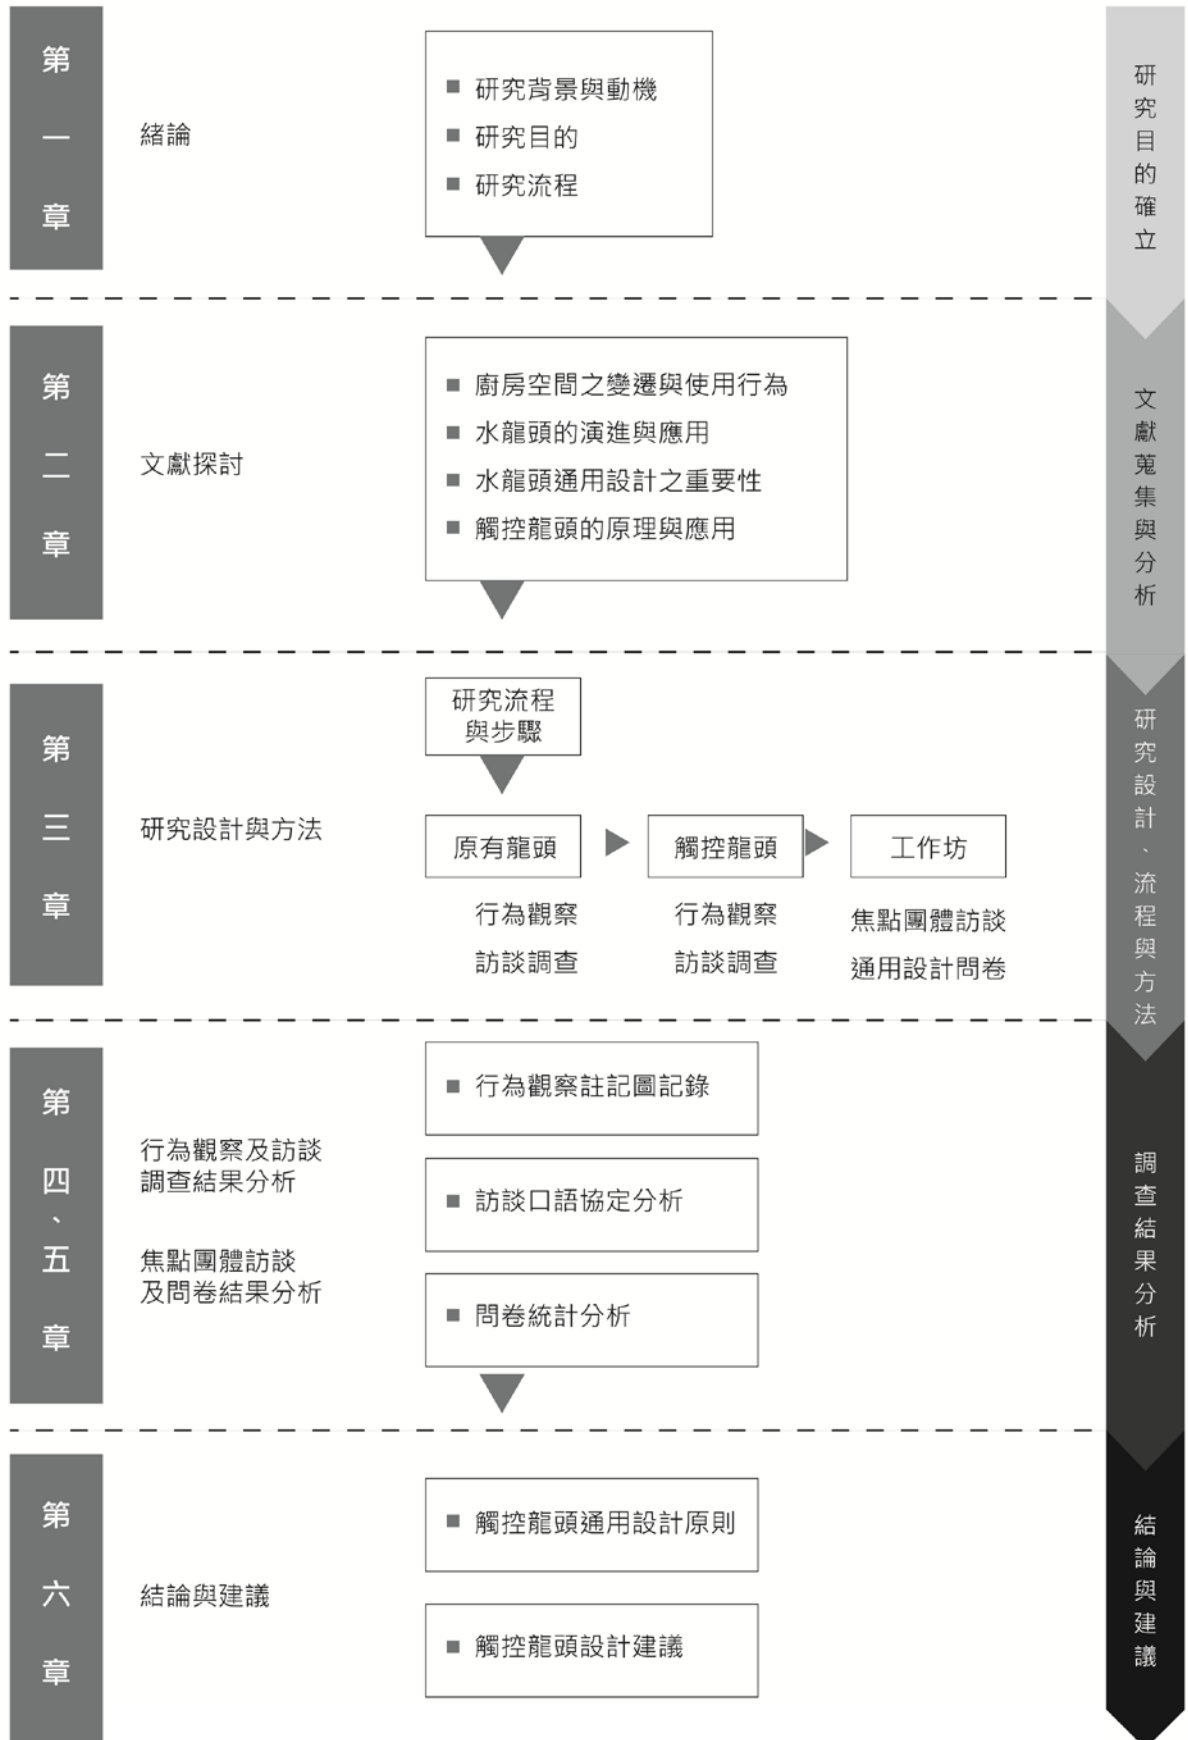 第一章
緒論
■ 研究背景與動機
■ 研究目的
■ 研究流程
研究目的確立
第二章
文獻探討
■ 廚房空間之變遷與使用行為
■ 水龍頭的演進與應用
■ 水龍頭通用設計之重要性
■ 觸控龍頭的原理與應用
文獻蒐集與分析
第三章
研究設計與方法
研究流程
與步驟
原有龍頭
行為觀察
訪談調查
觸控龍頭
行為觀察
訪談調查
工作坊
焦點團體訪談
通用設計問卷
研究設計、流程與方法
第四、五章
行為觀察及訪談
調查結果分析
焦點團體訪談
及問卷結果分析
■ 行為觀察註記圖記錄
■ 訪談口語協定分析
■ 問卷統計分析
調查結果分析
第六章
結論與建議
■ 觸控龍頭通用設計原則
■ 觸控龍頭設計建議
結論與建議